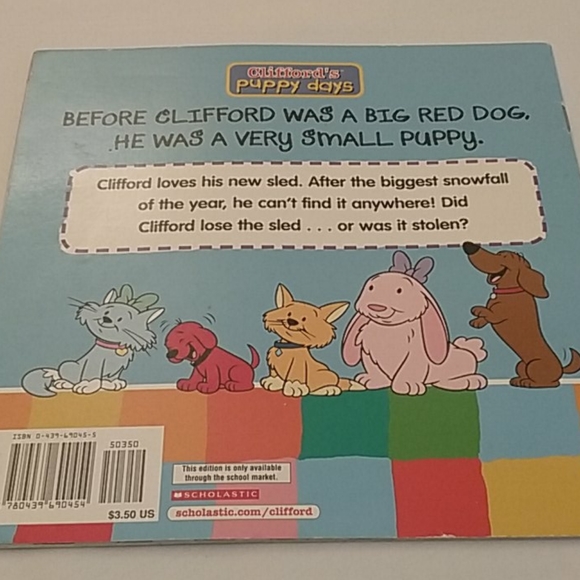 Clifford's
puppy days
BEFORE CLIFFORD WAS A BIG RED DOG,
HE WAS A VERY SMALL PUPPY.
Clifford loves his new sled. After the biggest snowfall
of the year, he can't find it anywhere! Did
Clifford lose the sled . . . or was it stolen?
ISBN 0-439-69045-5
50350
9 780439 690454
$3.50 US
This edition is only available
through the school market.
SCHOLASTIC
scholastic.com/clifford